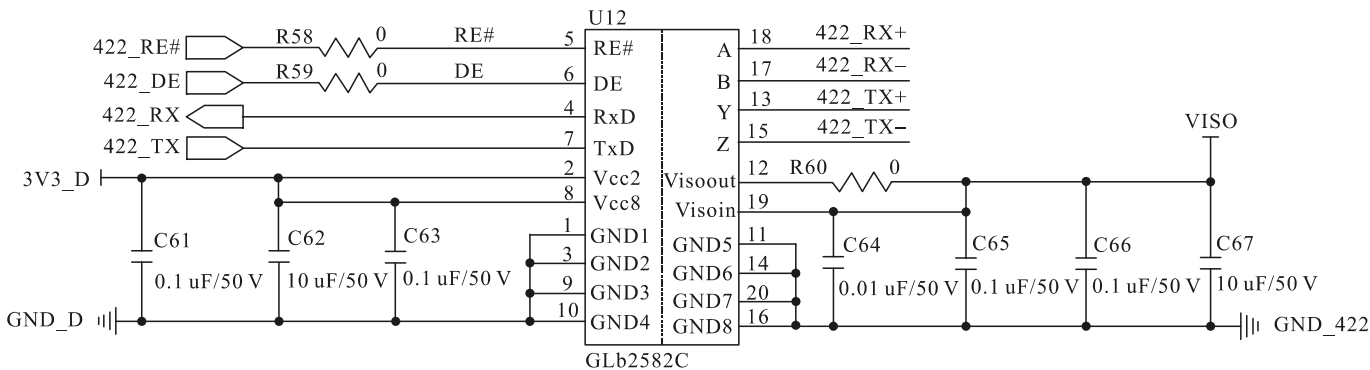 U12
422_RE# R58 0 RE# 5 RE# A 18 422_RX+
422_DE R59 0 DE 6 DE B 17 422_RX−
422_RX 4 RxD Y 13 422_TX+
422_TX 7 TxD Z 15 422_TX−
VISO
3V3_D 2 Vcc2 Visoout 12 R60 0
8 Vcc8 Visoin 19
1 GND1 GND5 11
C61 C62 C63 C64 C65 C66 C67
3 GND2 GND6 14
0.1 uF/50 V 10 uF/50 V 0.1 uF/50 V 0.01 uF/50 V 0.1 uF/50 V 0.1 uF/50 V 10 uF/50 V
9 GND3 GND7 20
GND_D 10 GND4 GND8 16 GND_422
GLb2582C